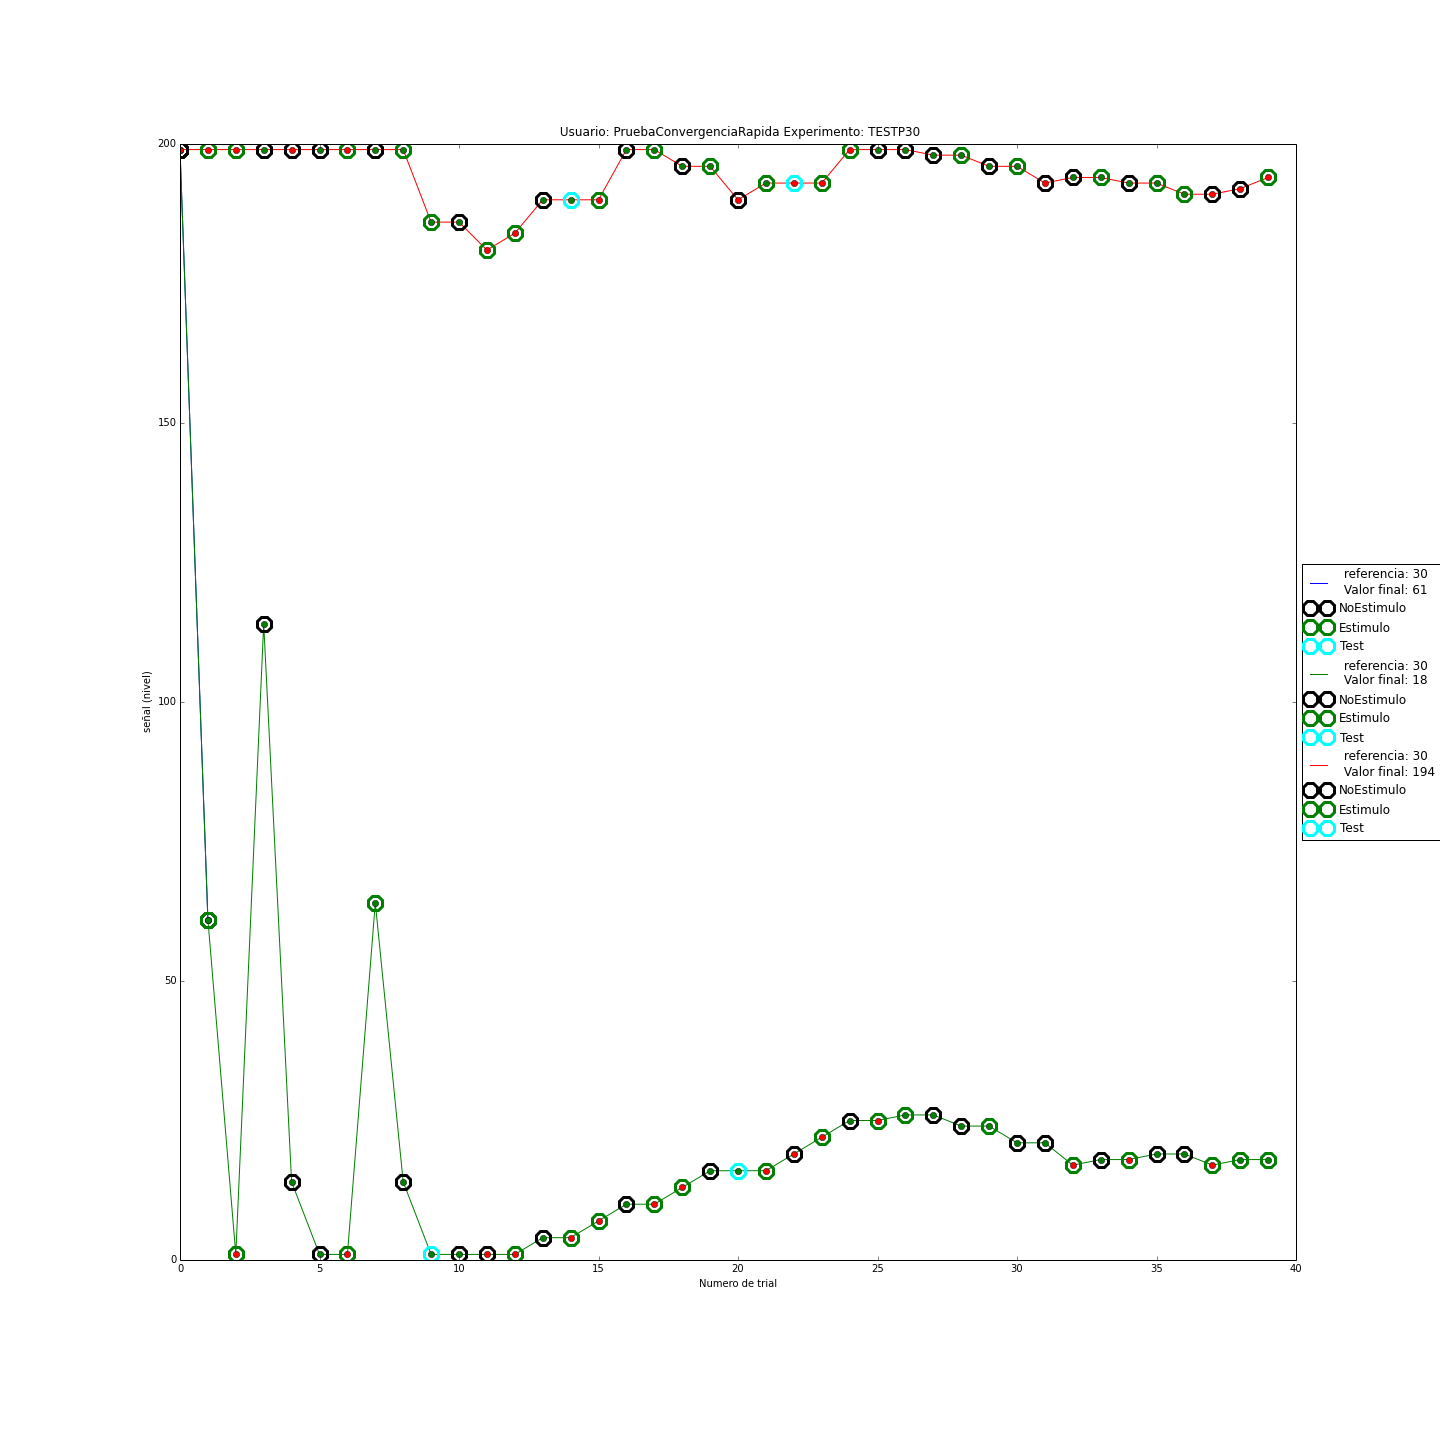 Usuario: PruebaConvergenciaRapida Experimento: TESTP30
200
150
100
50
0
señal (nivel)
0 5 10 15 20 25 30 35 40
Numero de trial
referencia: 30
Valor final: 61
NoEstimulo
Estimulo
Test
referencia: 30
Valor final: 18
NoEstimulo
Estimulo
Test
referencia: 30
Valor final: 194
NoEstimulo
Estimulo
Test